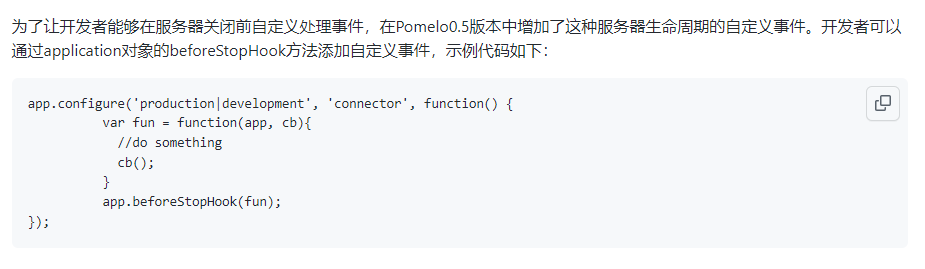 为了让开发者能够在服务器关闭前自定义处理事件，在Pomelo0.5版本中增加了这种服务器生命周期的自定义事件。开发者可以
通过application对象的beforeStopHook方法添加自定义事件，示例代码如下：
app.configure('production|development', 'connector', function() {
        var fun = function(app, cb){
          //do something
          cb();
        }
        app.beforeStopHook(fun);
});